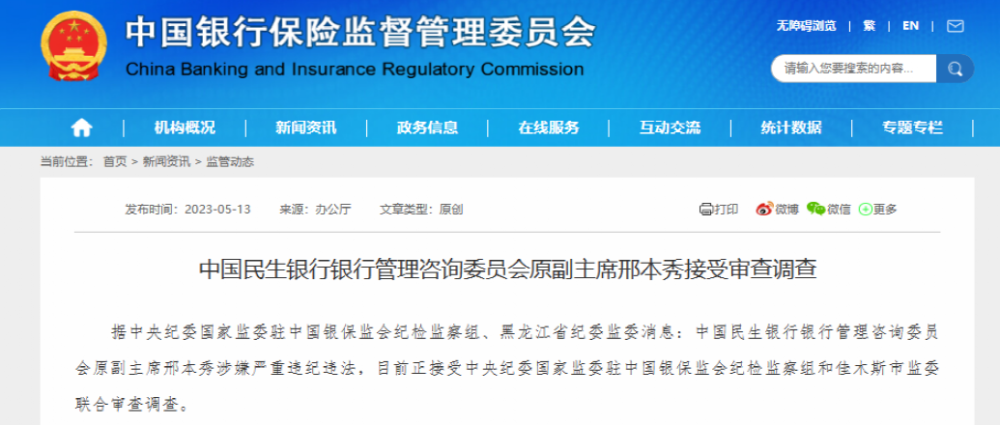 中国银行保险监督管理委员会
China Banking and Insurance Regulatory Commission
无障碍浏览 | 繁 | EN
请输入您要搜索的内容...
机构概况 | 新闻资讯 | 政务信息 | 在线服务 | 互动交流 | 统计数据 | 专题专栏
当前位置: 首页 > 新闻资讯 > 监管动态
发布时间:2023-05-13 来源:办公厅 文章类型:原创 打印 微博 微信 更多
中国民生银行银行管理咨询委员会原副主席邢本秀接受审查调查
据中央纪委国家监委驻中国银保监会纪检监察组、黑龙江省纪委监委消息:中国民生银行银行管理咨询委员
会原副主席邢本秀涉嫌严重违纪违法,目前正接受中央纪委国家监委驻中国银保监会纪检监察组和佳木斯市监委
联合审查调查。